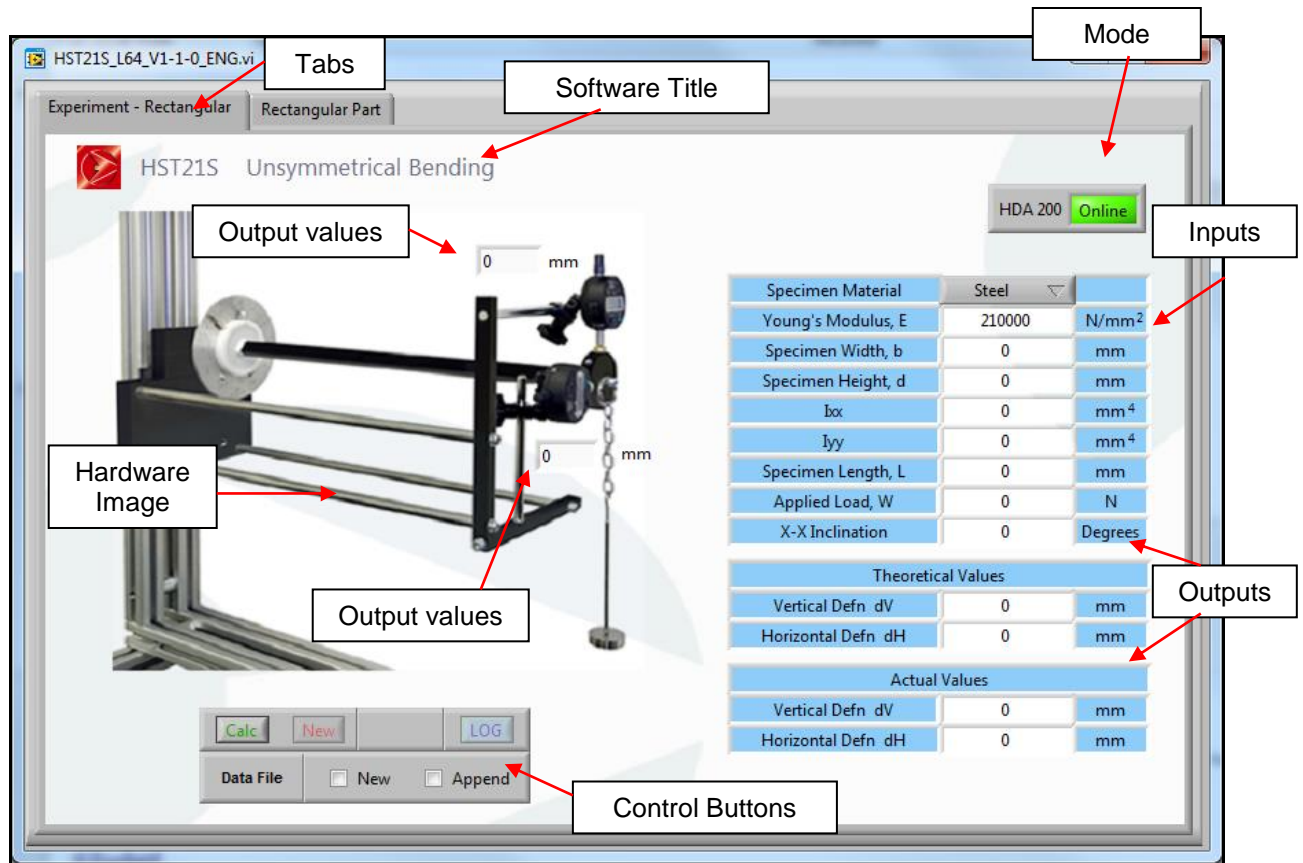 Mode
HST21S_L64_V1-1-0_ENG.vi
Tabs
Software Title
Experiment - Rectangular
Rectangular Part
HST21S Unsymmetrical Bending
HDA 200 Online
Output values
Inputs
0 mm
Specimen Material Steel
Young's Modulus, E 210000 N/mm²
Specimen Width, b 0 mm
Specimen Height, d 0 mm
Ixx 0 mm⁴
Iyy 0 mm⁴
Specimen Length, L 0 mm
Applied Load, W 0 N
X-X Inclination 0 Degrees
0 mm
Hardware
Image
Output values
Theoretical Values
Vertical Defn dV 0 mm
Horizontal Defn dH 0 mm
Outputs
Actual Values
Vertical Defn dV 0 mm
Horizontal Defn dH 0 mm
Calc New LOG
Data File New Append
Control Buttons